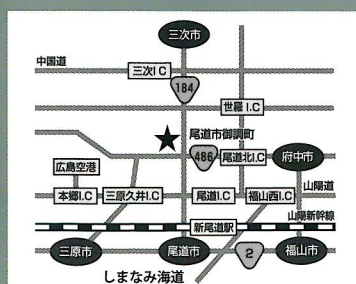 三次市
中国道
三次I C
184
世羅 I.C
尾道市御調町
486
尾道北I.C
府中市
広島空港
山陽道
本郷I.C
三原久井I.C
尾道I.C
福山西I.C
山陽新幹線
新尾道駅
三原市
尾道市
2
福山市
しまなみ海道